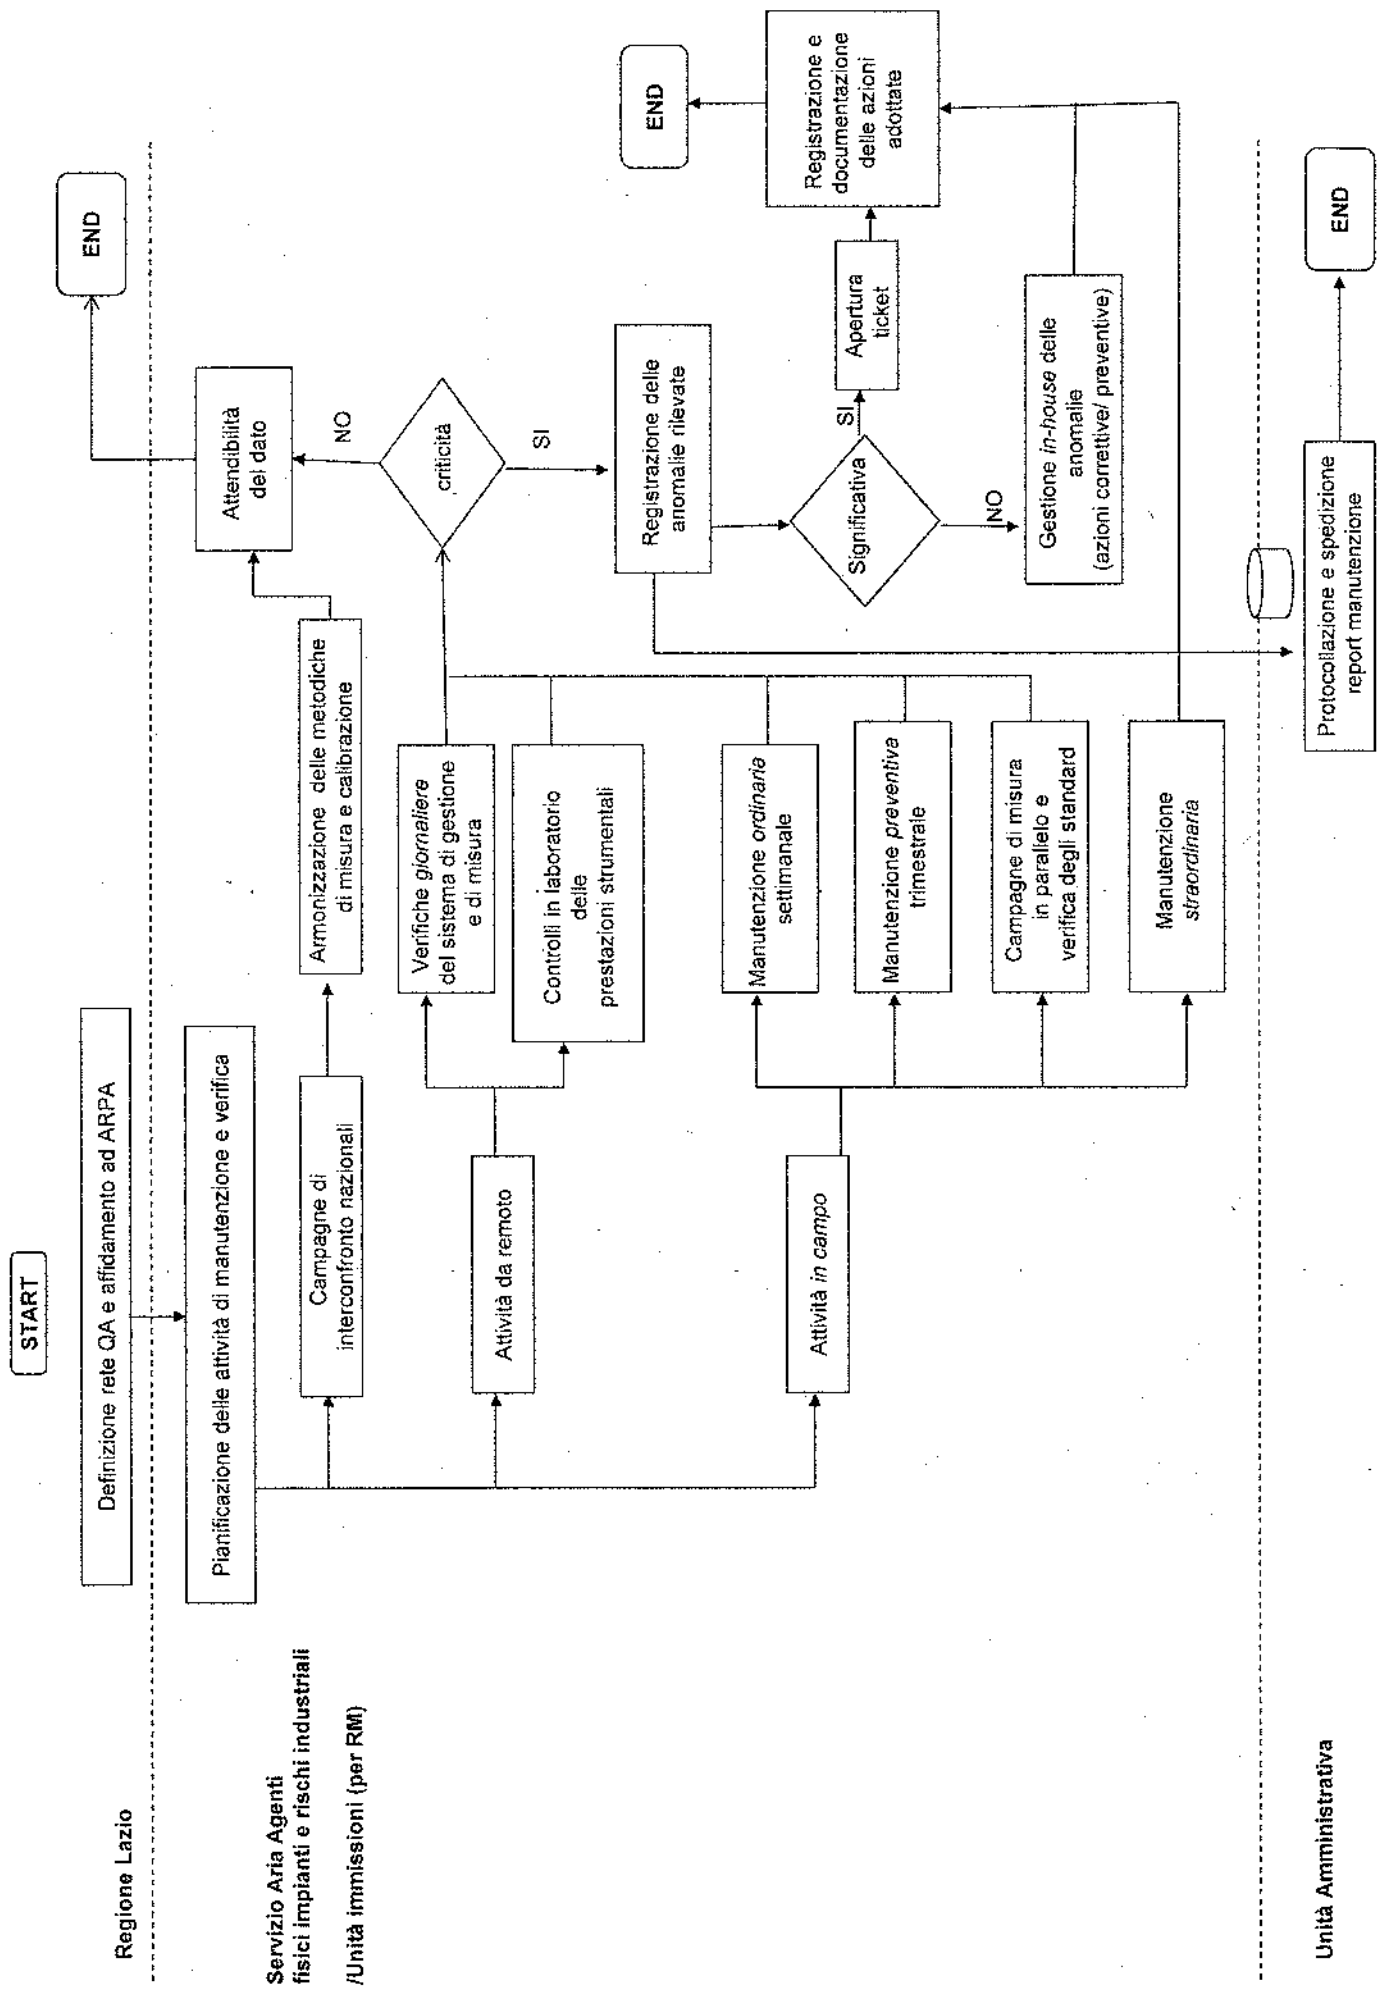 START
Regione Lazio
Definizione rete QA e affidamento ad ARPA
END
Servizio Aria Agenti
fisici impianti e rischi industriali
/Unità immissioni (per RM)
Pianificazione delle attività di manutenzione e verifica
Campagne di
interconfronto nazionali
Armonizzazione delle metodiche
di misura e calibrazione
Attendibilità
del dato
Attività da remoto
Verifiche giornaliere
del sistema di gestione
e di misura
Controlli in laboratorio
delle
prestazioni strumentali
criticità
NO
SI
Registrazione delle
anomalie rilevate
END
Attività in campo
Manutenzione ordinaria
settimanale
Manutenzione preventiva
trimestrale
Campagne di misura
in parallelo e
verifica degli standard
Manutenzione
straordinaria
Significativa
SI
NO
Apertura
ticket
Registrazione e
documentazione
delle azioni
adottate
Gestione in-house delle
anomalie
(azioni correttive/ preventive)
Unità Amministrativa
Protocollazione e spedizione
report manutenzione
END